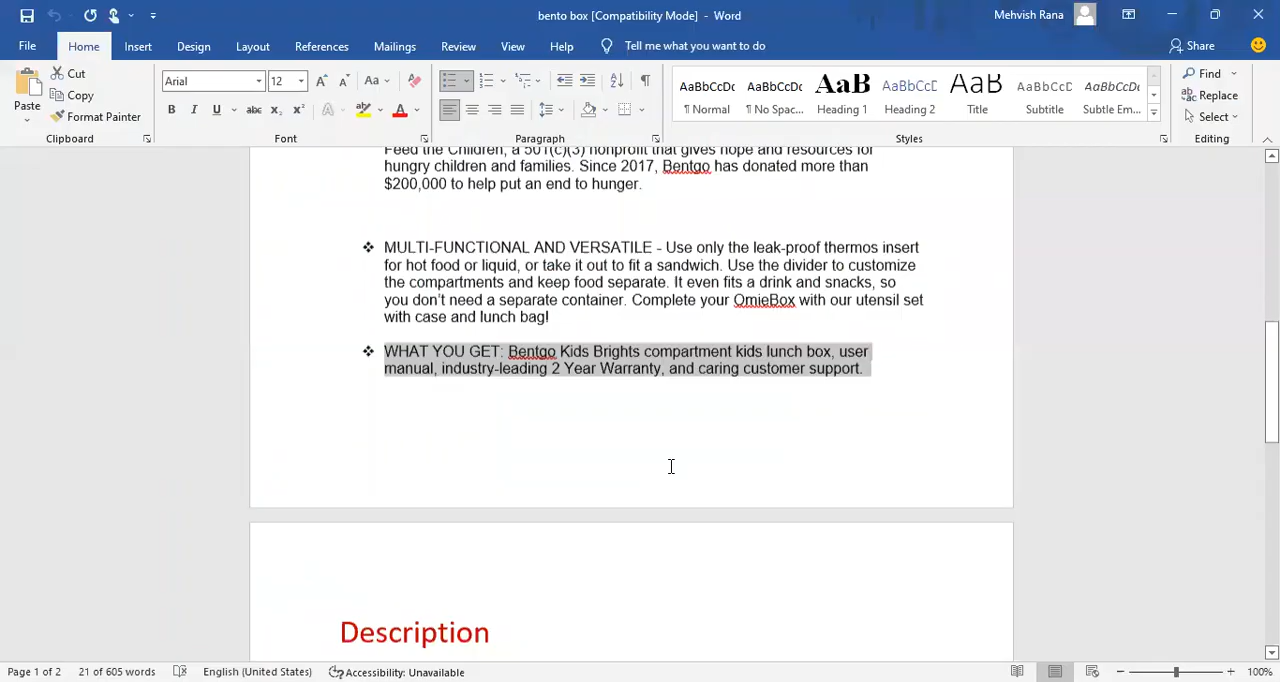 bento box [Compatibility Mode] - Word
Mehvish Rana
File Home Insert Design Layout References Mailings Review View Help Tell me what you want to do Share
Paste Cut Copy Format Painter
Arial 12
Aa
B I U abc x₂ x² A A
AaBbCcDc AaBbCcDc AaB AaBbCcD AaB AaBbCcD AaBbCcDc
¶ Normal ¶ No Spac... Heading 1 Heading 2 Title Subtitle Subtle Em...
Find
Replace
Select
Clipboard Font Paragraph Styles Editing
Feed the Children, a 501(c)(3) nonprofit that gives hope and resources for
hungry children and families. Since 2017, Bentgo has donated more than
$200,000 to help put an end to hunger.
❖ MULTI-FUNCTIONAL AND VERSATILE - Use only the leak-proof thermos insert
for hot food or liquid, or take it out to fit a sandwich. Use the divider to customize
the compartments and keep food separate. It even fits a drink and snacks, so
you don’t need a separate container. Complete your OmieBox with our utensil set
with case and lunch bag!
❖ WHAT YOU GET: Bentgo Kids Brights compartment kids lunch box, user
manual, industry-leading 2 Year Warranty, and caring customer support.
Description
Page 1 of 2 21 of 605 words English (United States) Accessibility: Unavailable 100%